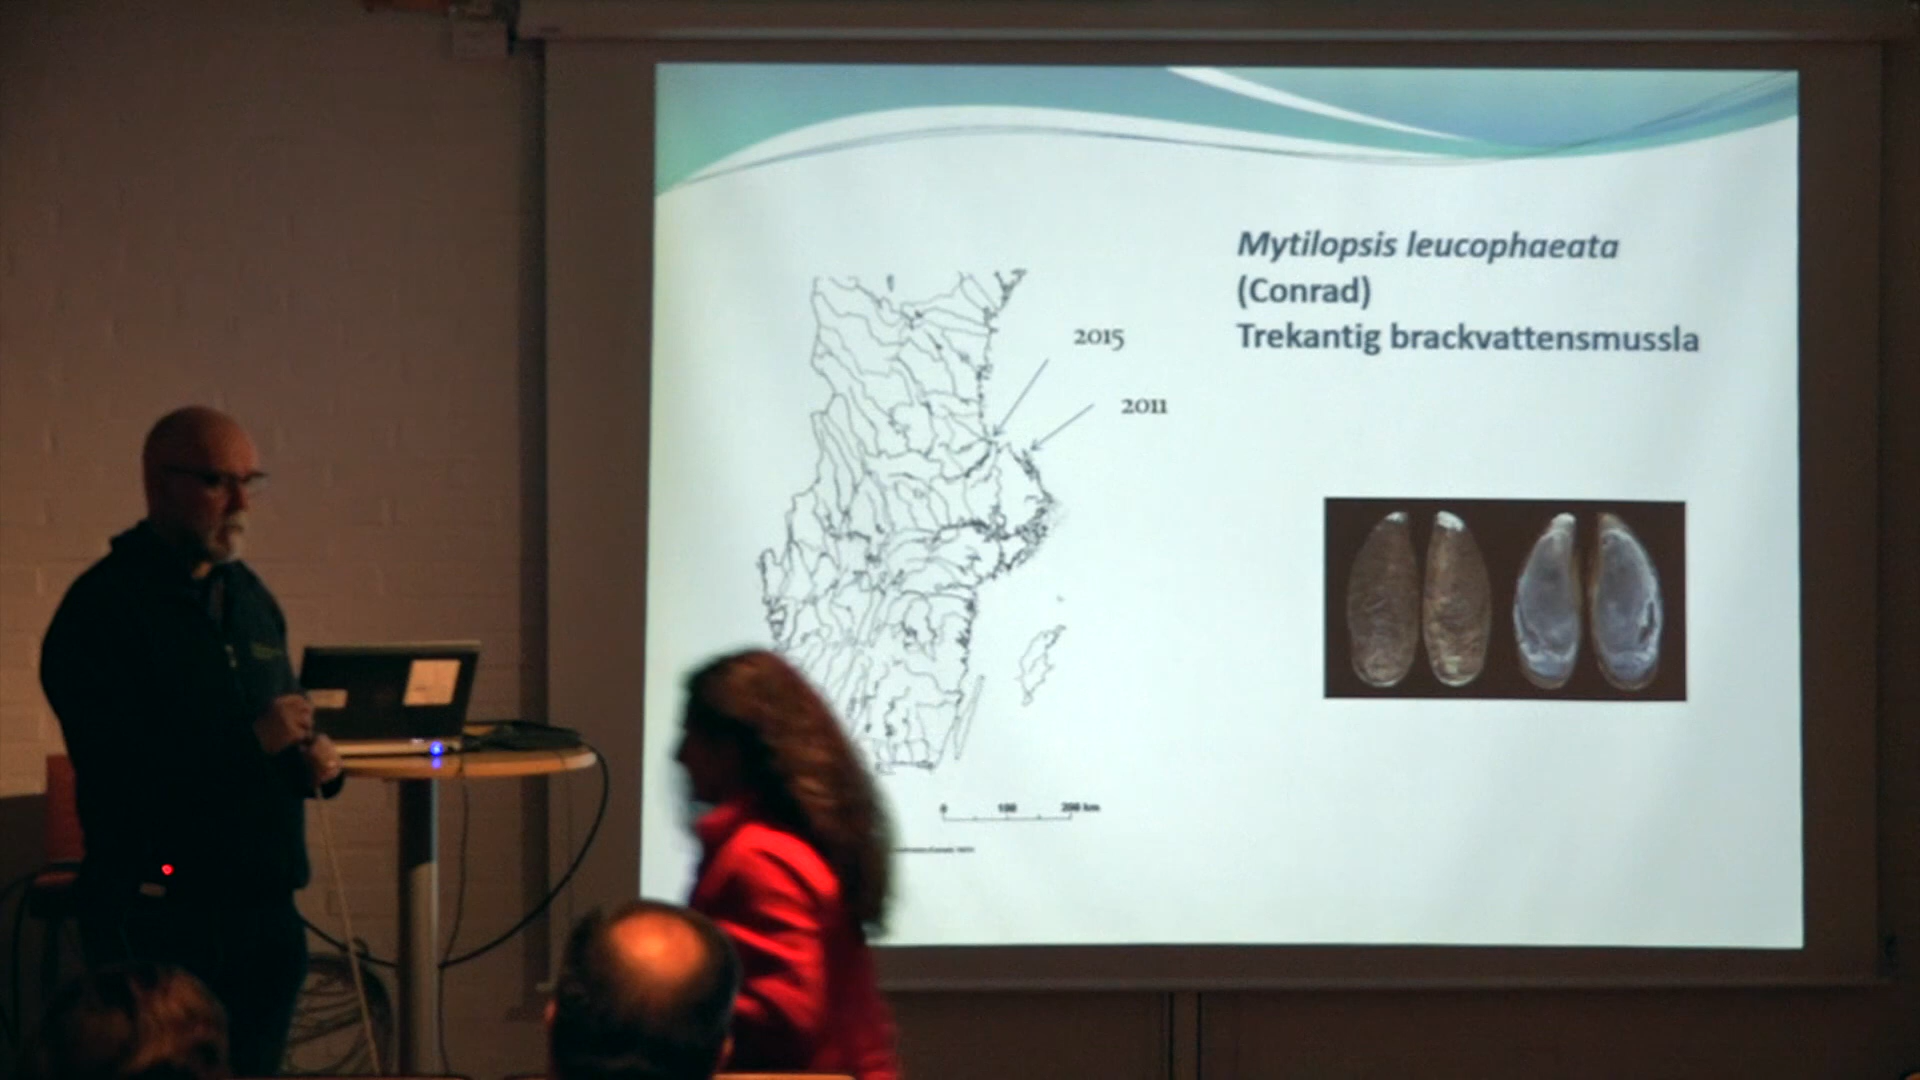 Mytilopsis leucophaeata
(Conrad)
Trekantig brackvattensmussla
2015
2011
0 100 200 km